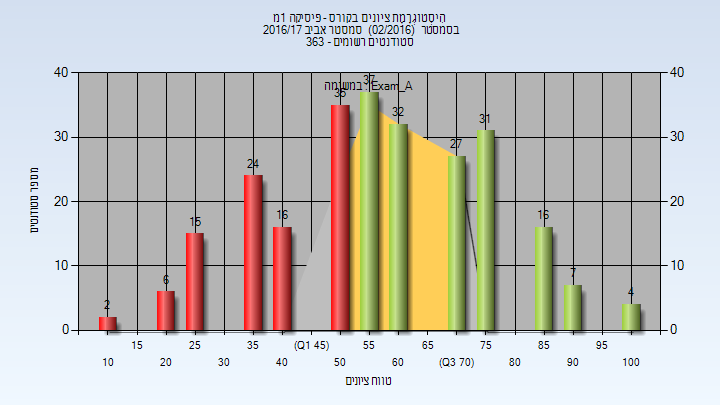 היסטוגרמת ציונים בקורס - פיסיקה 1מ
בסמסטר (02/2016) סמסטר אביב 2016/17
סטודנטים רשומים - 363
במשימה : Exam_A
40 40
30 30
20 20
10 10
0 0
מספר סטודנטים
2 6 15 24 16 35 37 32 27 31 16 7 4
15 25 35 (Q1 45) 55 65 75 85 95
10 20 30 40 50 60 (Q3 70) 80 90 100
טווח ציונים